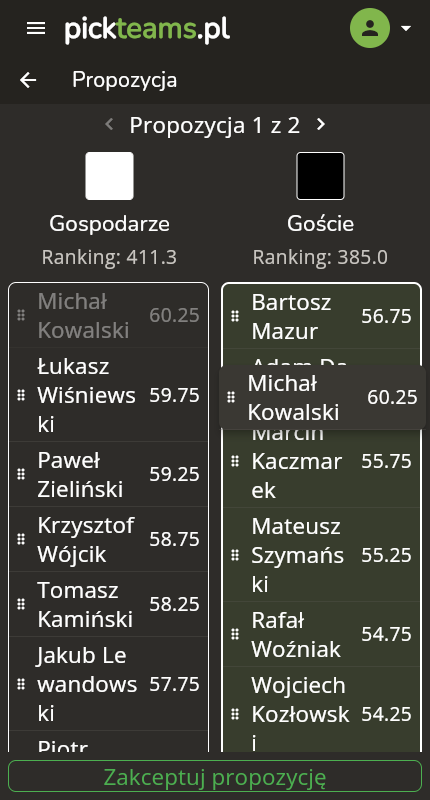 pickteams.pl
Propozycja
Propozycja 1 z 2
Gospodarze
Ranking: 411.3
Michał
Kowalski
60.25
Łukasz
Wiśniews
ki
59.75
Paweł
Zieliński
59.25
Krzysztof
Wójcik
58.75
Tomasz
Kamiński
58.25
Jakub Le
wandows
ki
57.75
Piotr
Goście
Ranking: 385.0
Bartosz
Mazur
56.75
Michał
Kowalski
60.25
Marcin
Kaczmar
ek
55.75
Mateusz
Szymańs
ki
55.25
Rafał
Woźniak
54.75
Wojciech
Kozłowsk
i
54.25
Zakceptuj propozycję